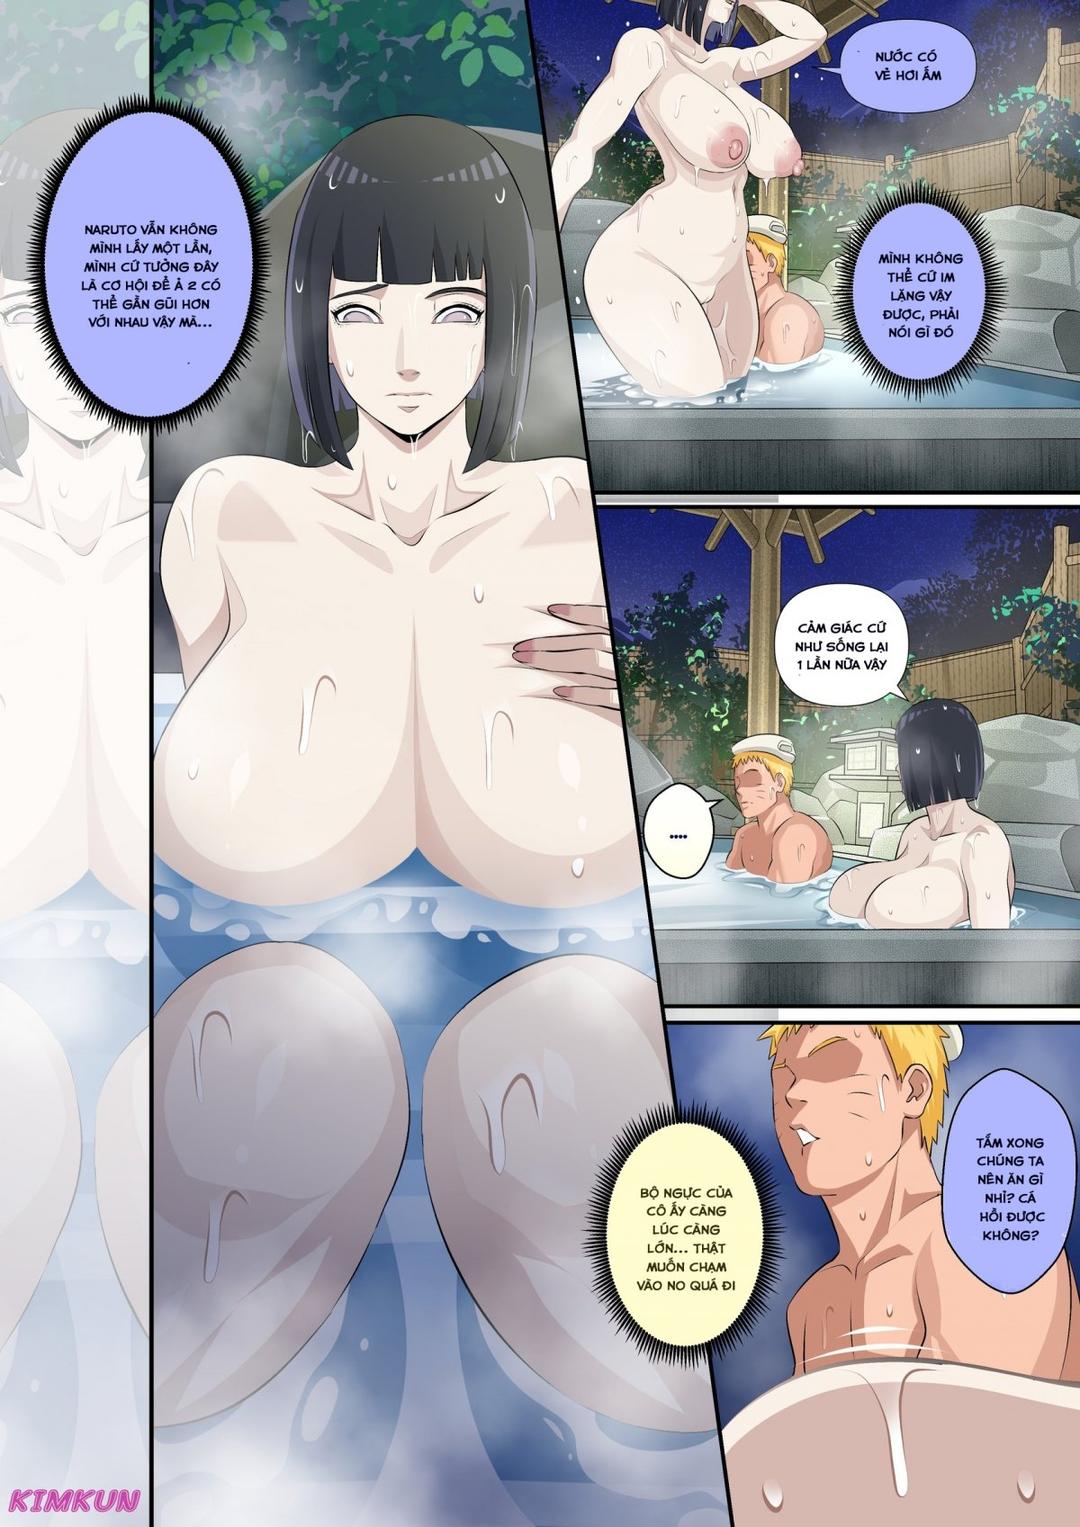 NARUTO VẪN KHÔNG
MÌNH LẤY MỘT LẦN,
MÌNH CỨ TƯỞNG ĐÂY
LÀ CƠ HỘI ĐỂ Ả 2 CÓ
THỂ GẦN GŨI HƠN
VỚI NHAU VẬY MÀ...
NƯỚC CÓ
VẺ HƠI ẤM
MÌNH KHÔNG
THỂ CỨ IM
LẶNG VẬY
ĐƯỢC, PHẢI
NÓI GÌ ĐÓ
CẢM GIÁC CỨ
NHƯ SỐNG LẠI
1 LẦN NỮA VẬY
.....
TẮM XONG
CHÚNG TA
NÊN ĂN GÌ
NHỈ? CÁ
HỒI ĐƯỢC
KHÔNG?
BỘ NGỰC CỦA
CÔ ẤY CÀNG
LÚC CÀNG
LỚN... THẬT
MUỐN CHẠM
VÀO NO QUÁ ĐI
KIMKUN